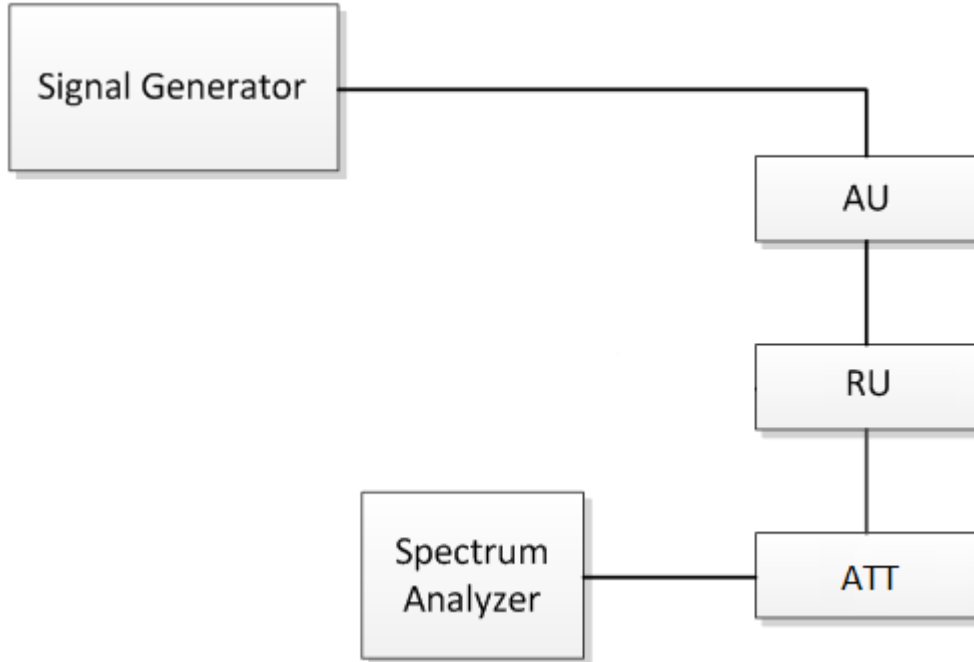 Signal Generator
AU
RU
ATT
Spectrum
Analyzer